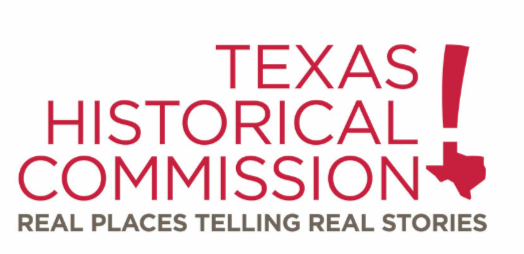 TEXAS
HISTORICAL
COMMISSION!
REAL PLACES TELLING REAL STORIES